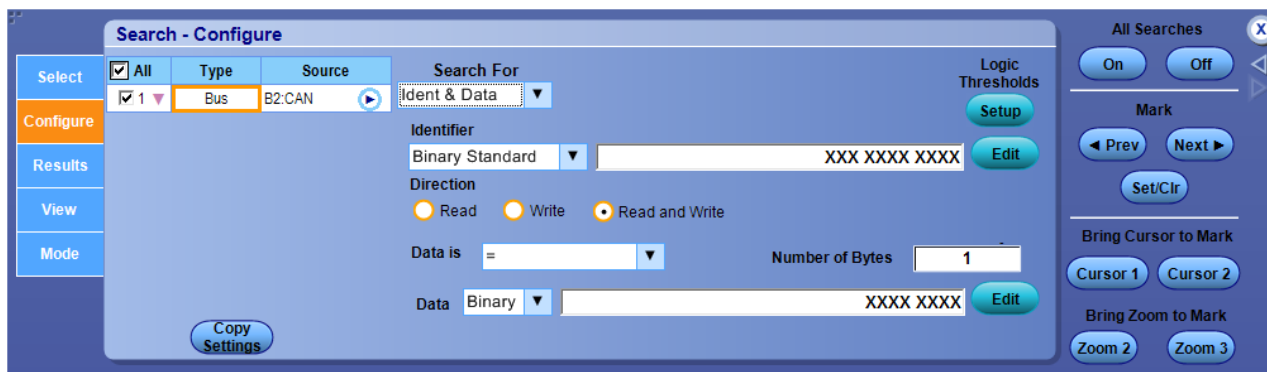 Search - Configure
Select
Configure
Results
View
Mode
All Type Source
1 Bus B2:CAN
Copy
Settings
Search For
Ident & Data
Logic
Thresholds
Setup
Identifier
Binary Standard XXX XXXX XXXX Edit
Direction
Read Write Read and Write
Data is = Number of Bytes 1
Data Binary XXXX XXXX Edit
All Searches
X
On Off
Mark
◄ Prev Next ►
Set/Clr
Bring Cursor to Mark
Cursor 1 Cursor 2
Bring Zoom to Mark
Zoom 2 Zoom 3